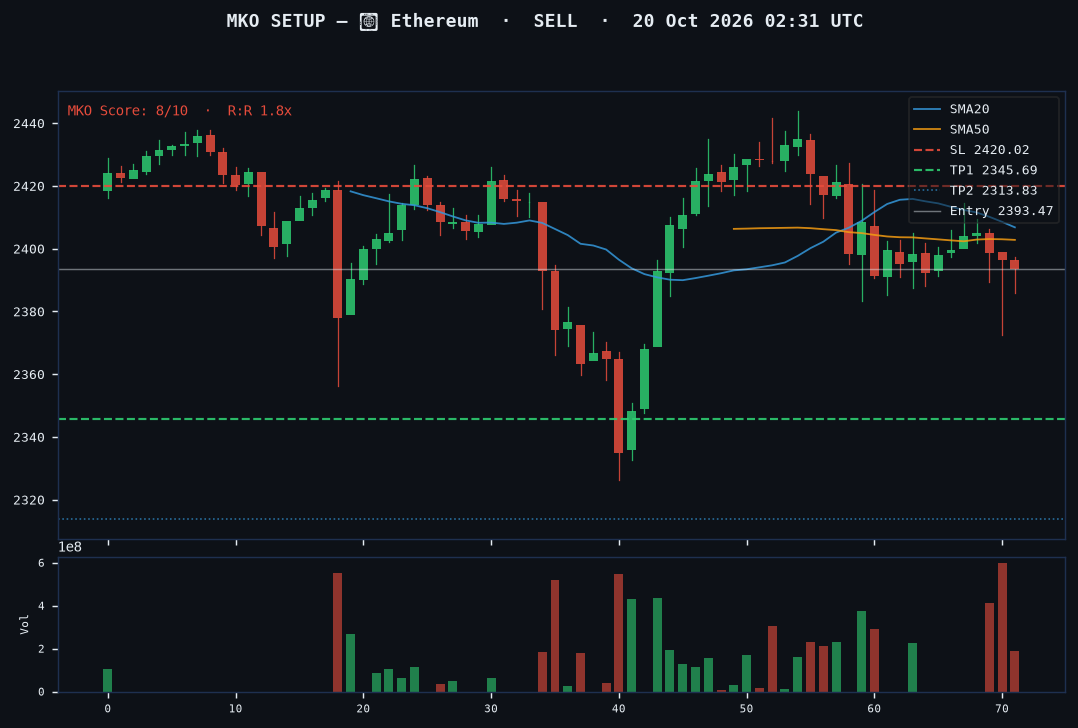 MKO SETUP — Ethereum · SELL · 20 Oct 2026 02:31 UTC
MKO Score: 8/10 · R:R 1.8x
SMA20
SMA50
SL 2420.02
TP1 2345.69
TP2 2313.83
Entry 2393.47
2440
2420
2400
2380
2360
2340
2320
1e8
6
4
2
0
Vol
0 10 20 30 40 50 60 70